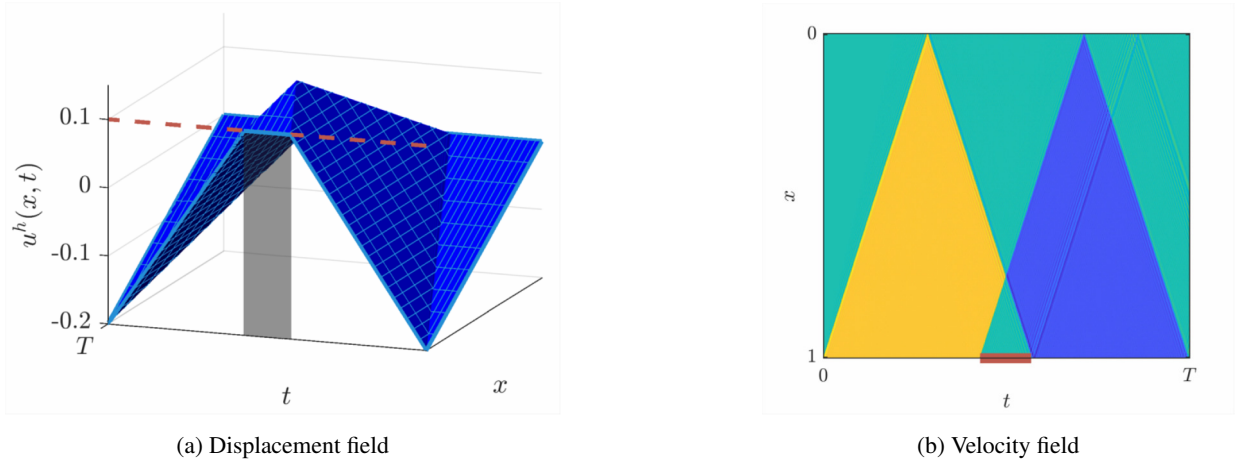 0.1
0
-0.1
-0.2
T
u^h(x, t)
t
x
(a) Displacement field
0
x
1
0
T
t
(b) Velocity field